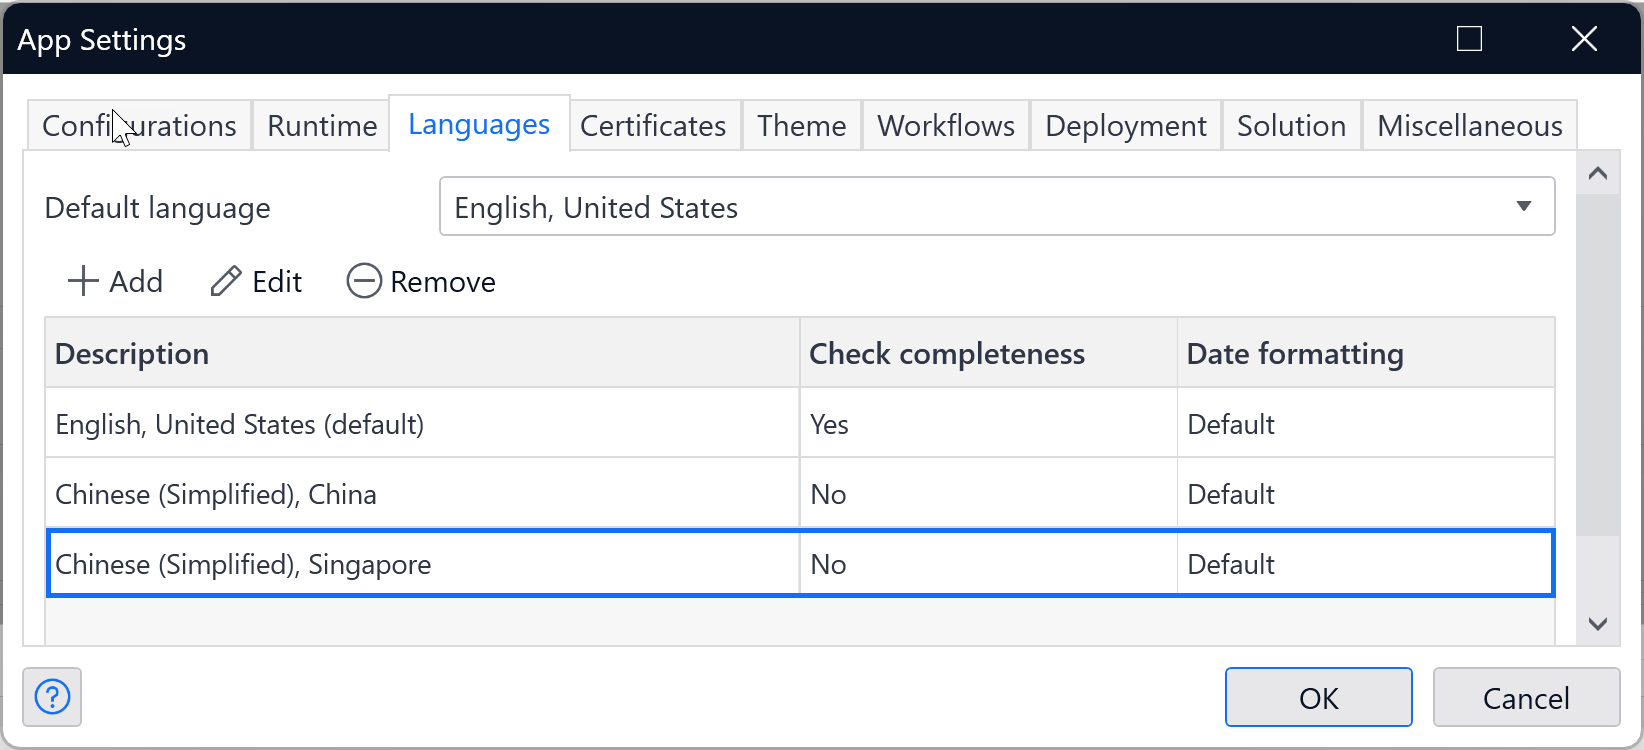 App Settings
Configurations Runtime Languages Certificates Theme Workflows Deployment Solution Miscellaneous
Default language English, United States
Add Edit Remove
Description Check completeness Date formatting
English, United States (default) Yes Default
Chinese (Simplified), China No Default
Chinese (Simplified), Singapore No Default
? OK Cancel